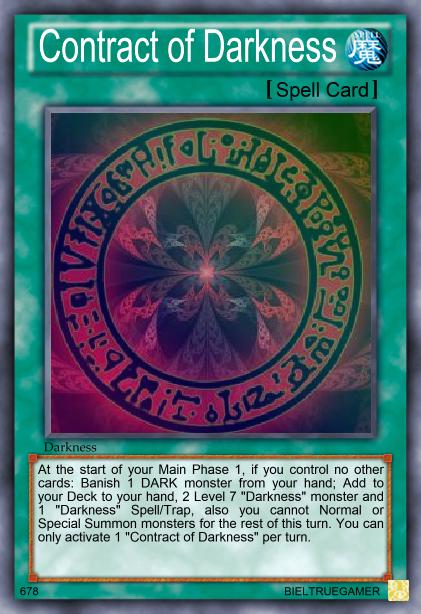 Contract of Darkness
SPELL
魔
[ Spell Card ]
Darkness
At the start of your Main Phase 1, if you control no other
cards: Banish 1 DARK monster from your hand; Add to
your Deck to your hand, 2 Level 7 "Darkness" monster and
1 "Darkness" Spell/Trap, also you cannot Normal or
Special Summon monsters for the rest of this turn. You can
only activate 1 "Contract of Darkness" per turn.
678
BIELTRUEGAMER